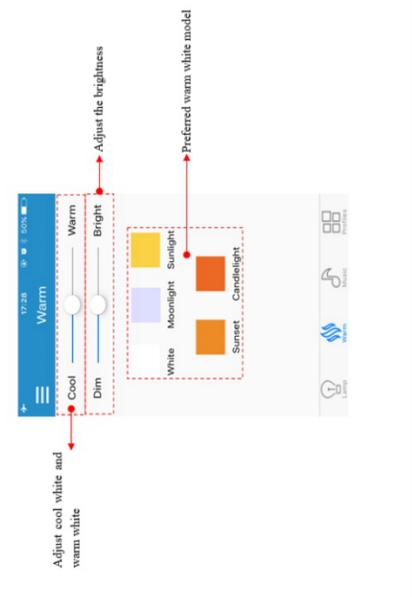 17:28
50%
Warm
Cool
Warm
Dim
Bright
White
Moonlight
Sunlight
Sunset
Candlelight
Lamp
Warm
Music
Profiles
Adjust cool white and
warm white
Adjust the brightness
Preferred warm white model